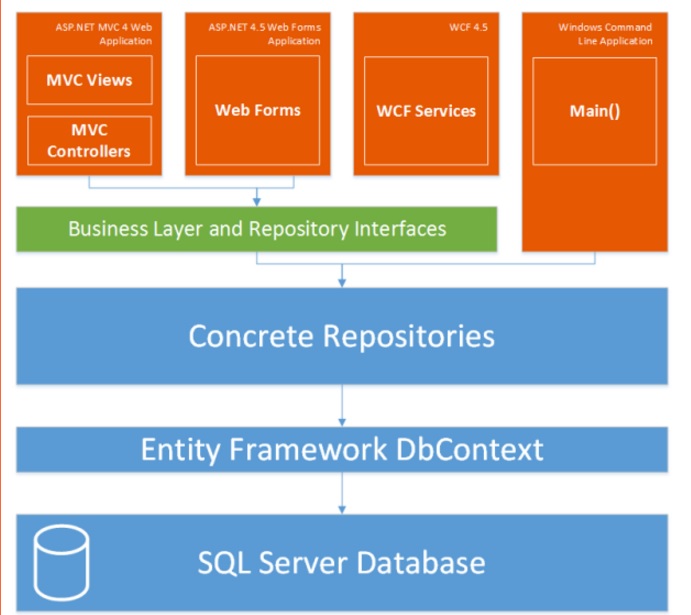 ASP.NET MVC 4 Web
Application
MVC Views
MVC
Controllers
ASP.NET 4.5 Web Forms
Application
Web Forms
WCF 4.5
WCF Services
Windows Command
Line Application
Main()
Business Layer and Repository Interfaces
Concrete Repositories
Entity Framework DbContext
SQL Server Database